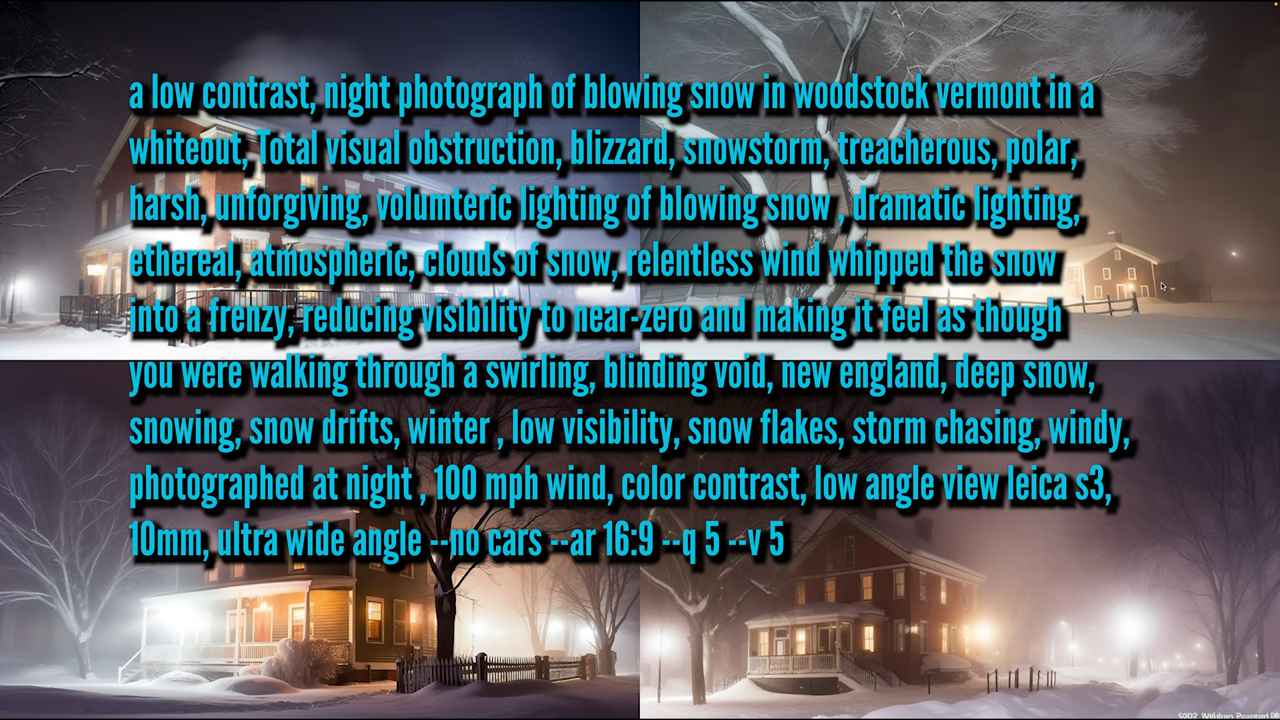 a low contrast, night photograph of blowing snow in woodstock vermont in a
whiteout, Total visual obstruction, blizzard, snowstorm, treacherous, polar,
harsh, unforgiving, volumteric lighting of blowing snow , dramatic lighting,
ethereal, atmospheric, clouds of snow, relentless wind whipped the snow
into a frenzy, reducing visibility to near-zero and making it feel as though
you were walking through a swirling, blinding void, new england, deep snow,
snowing, snow drifts, winter , low visibility, snow flakes, storm chasing, windy,
photographed at night , 100 mph wind, color contrast, low angle view leica s3,
10mm, ultra wide angle --no cars --ar 16:9 --q 5 --v 5